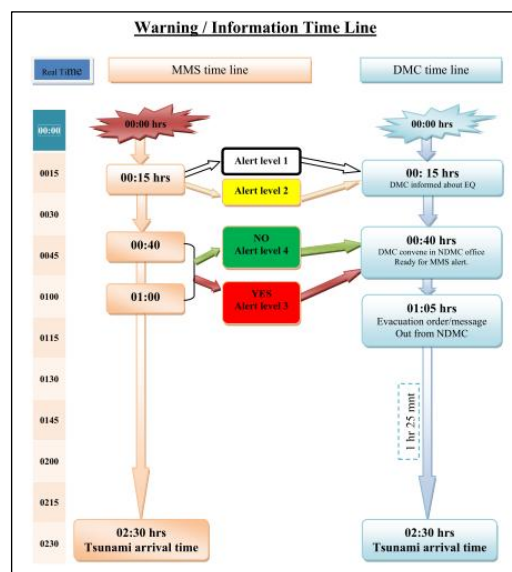 Warning / Information Time Line
Real Time
MMS time line
DMC time line
00:00
00:00 hrs
00:00 hrs
0015
00:15 hrs
Alert level 1
Alert level 2
00: 15 hrs
DMC informed about EQ
0030
0045
00:40
NO
Alert level 4
00:40 hrs
DMC convene in NDMC office
Ready for MMS alert.
0100
01:00
YES
Alert level 3
01:05 hrs
Evacuation order/message
Out from NDMC
0115
0130
0145
1 hr 25 mnt
0200
0215
0230
02:30 hrs
Tsunami arrival time
02:30 hrs
Tsunami arrival time